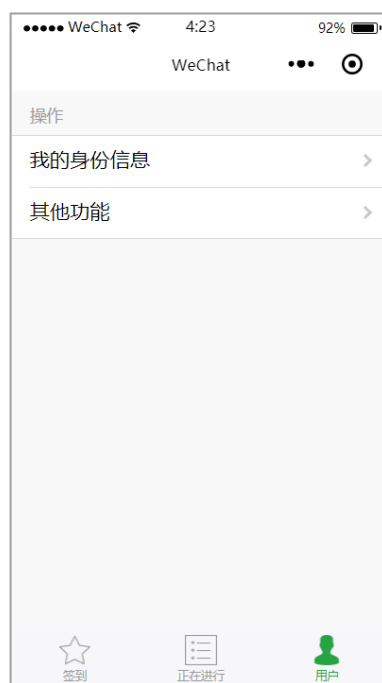 ●●●●● WeChat 4:23 92%
WeChat
操作
我的身份信息
其他功能
签到 正在进行 用户